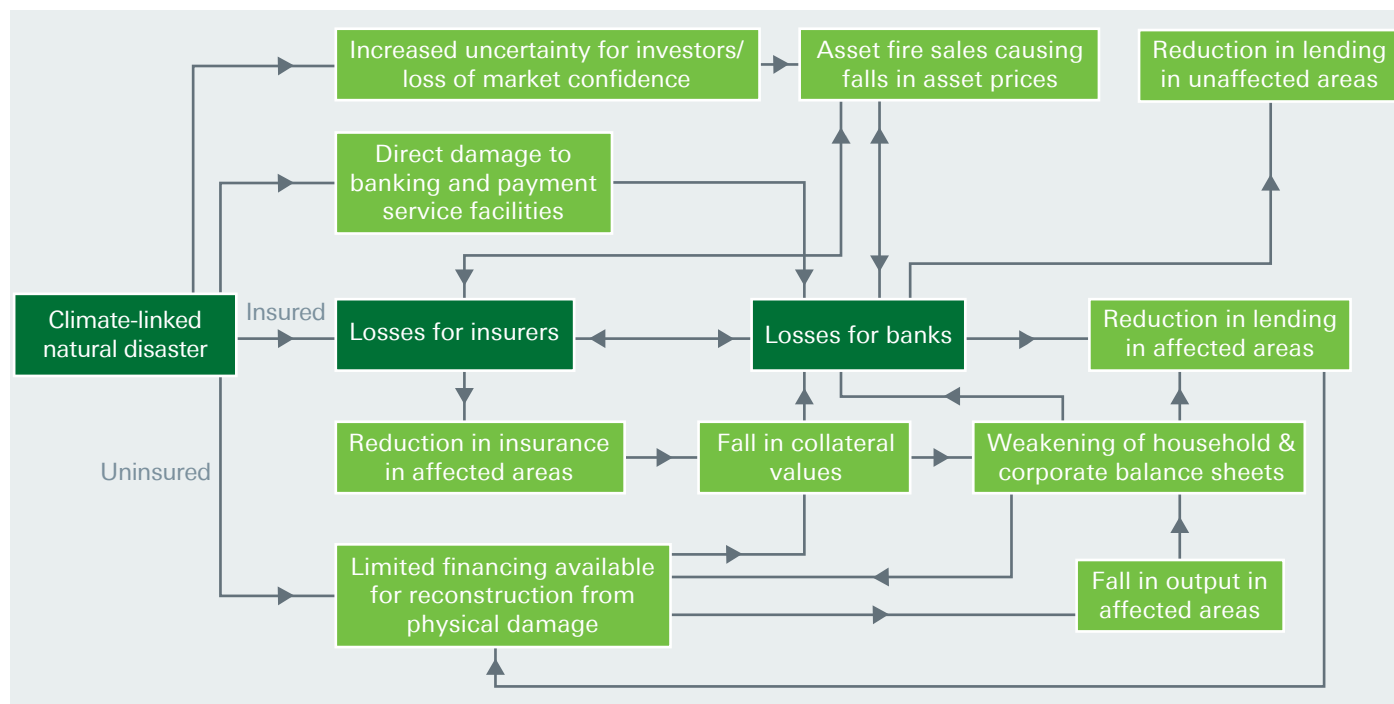 Increased uncertainty for investors/
loss of market confidence
Asset fire sales causing
falls in asset prices
Reduction in lending
in unaffected areas
Direct damage to
banking and payment
service facilities
Climate-linked
natural disaster
Insured
Losses for insurers
Losses for banks
Reduction in lending
in affected areas
Uninsured
Reduction in insurance
in affected areas
Fall in collateral
values
Weakening of household &
corporate balance sheets
Limited financing available
for reconstruction from
physical damage
Fall in output in
affected areas